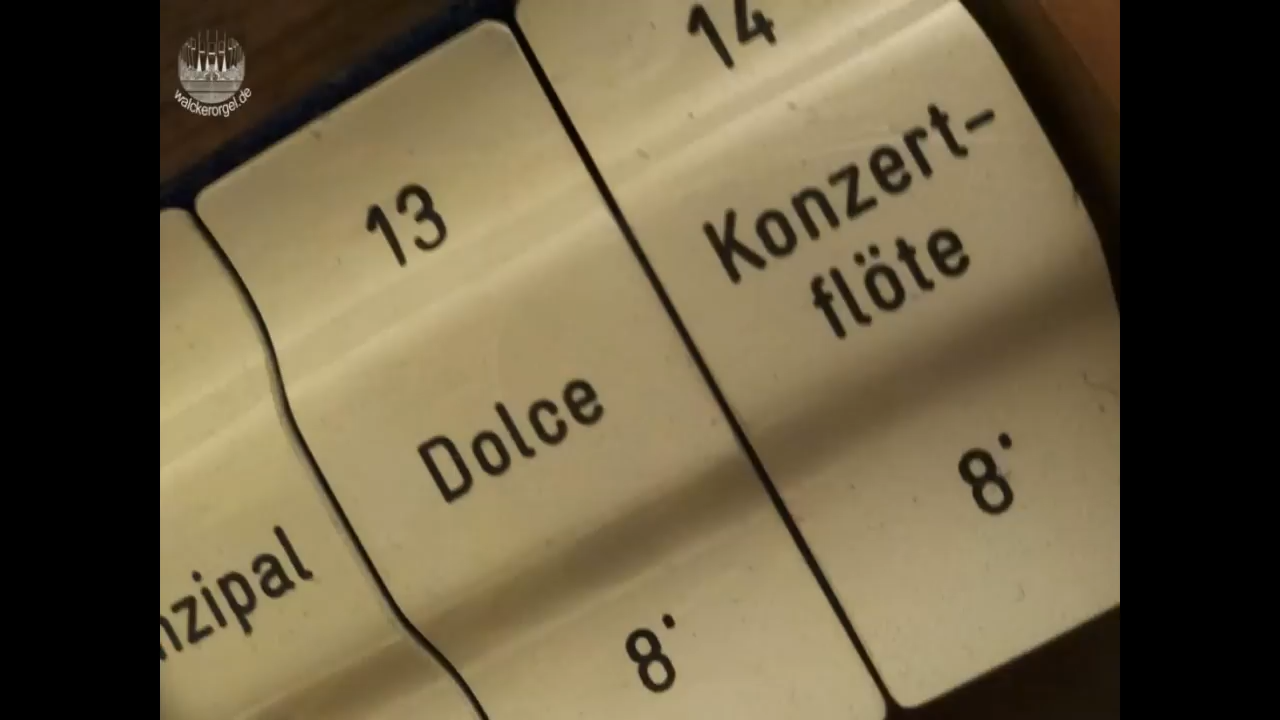 walckerorgel.de
nzipal
13
Dolce
8'
14
Konzert-
flöte
8'